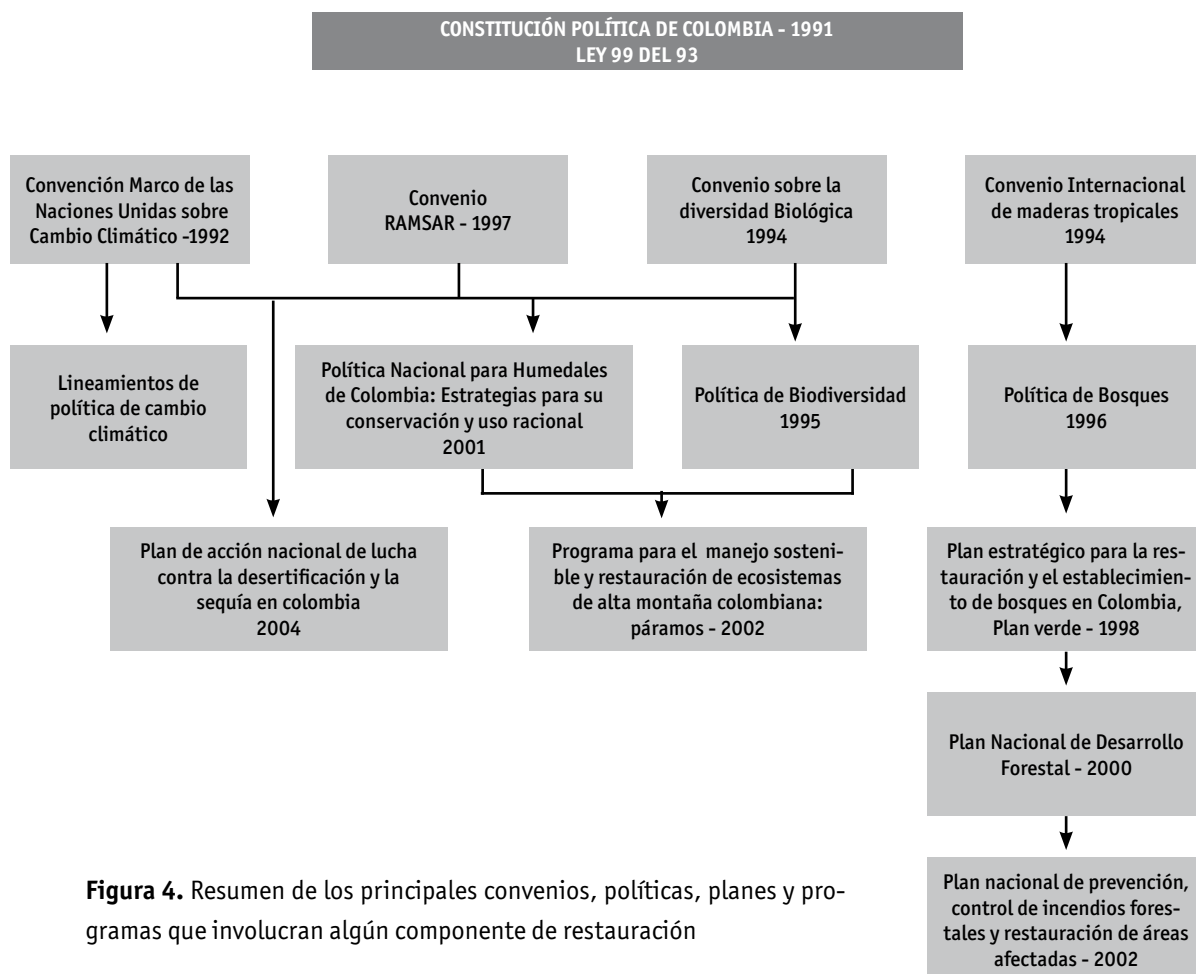 CONSTITUCIÓN POLÍTICA DE COLOMBIA - 1991
LEY 99 DEL 93
Convención Marco de las
Naciones Unidas sobre
Cambio Climático -1992
Convenio
RAMSAR - 1997
Convenio sobre la
diversidad Biológica
1994
Convenio Internacional
de maderas tropicales
1994
Lineamientos de
política de cambio
climático
Política Nacional para Humedales
de Colombia: Estrategias para su
conservación y uso racional
2001
Política de Biodiversidad
1995
Política de Bosques
1996
Plan de acción nacional de lucha
contra la desertificación y la
sequía en colombia
2004
Programa para el manejo sosteni-
ble y restauración de ecosistemas
de alta montaña colombiana:
páramos - 2002
Plan estratégico para la res-
tauración y el establecimien-
to de bosques en Colombia,
Plan verde - 1998
Plan Nacional de Desarrollo
Forestal - 2000
Plan nacional de prevención,
control de incendios fores-
tales y restauración de áreas
afectadas - 2002
Figura 4. Resumen de los principales convenios, políticas, planes y pro-
gramas que involucran algún componente de restauración